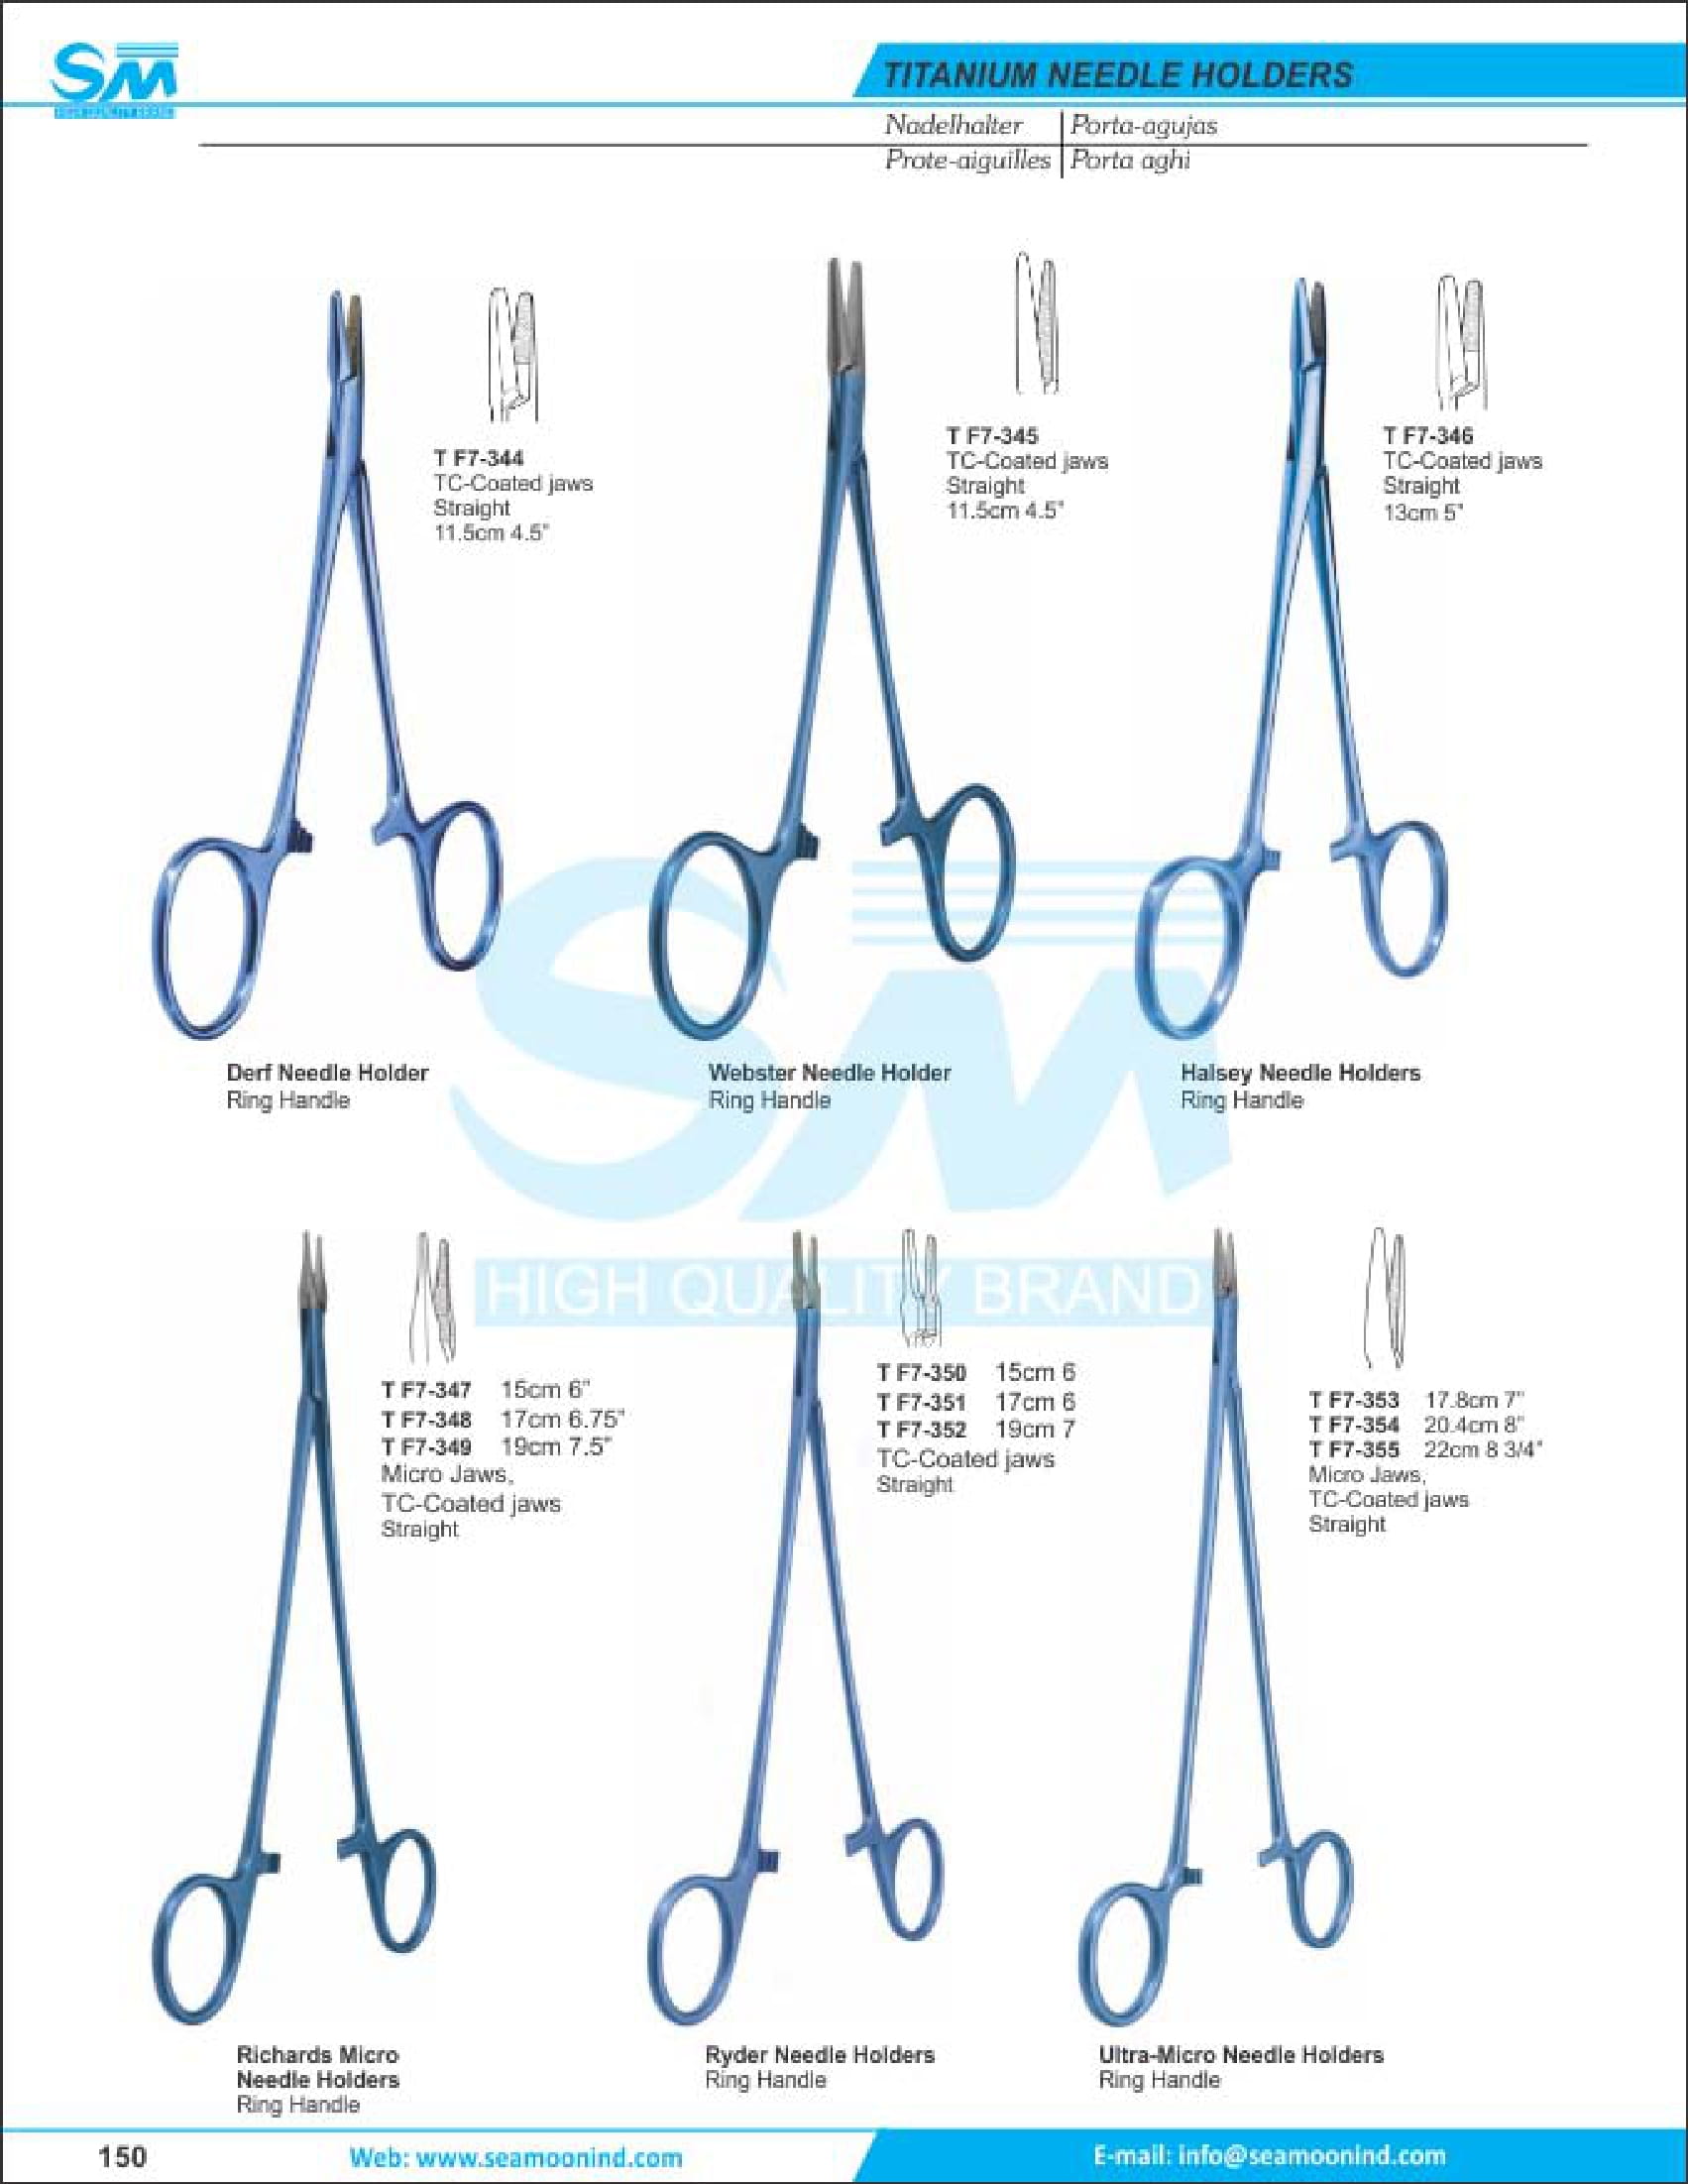 SM
TITANIUM NEEDLE HOLDERS
Nadelhalter
Porta-agujas
Prote-aiguilles
Porta aghi
T F7-344
TC-Coated jaws
Straight
11.5cm 4.5"
T F7-345
TC-Coated jaws
Straight
11.5cm 4.5"
T F7-346
TC-Coated jaws
Straight
13cm 5"
Derf Needle Holder
Ring Handle
Webster Needle Holder
Ring Handle
Halsey Needle Holders
Ring Handle
SM
HIGH QUALITY BRAND
T F7-347 15cm 6"
T F7-348 17cm 6.75"
T F7-349 19cm 7.5"
Micro Jaws,
TC-Coated jaws
Straight
T F7-350 15cm 6
T F7-351 17cm 6
T F7-352 19cm 7
TC-Coated jaws
Straight
T F7-353 17.8cm 7"
T F7-354 20.4cm 8"
T F7-355 22cm 8 3/4"
Micro Jaws,
TC-Coated jaws
Straight
Richards Micro
Needle Holders
Ring Handle
Ryder Needle Holders
Ring Handle
Ultra-Micro Needle Holders
Ring Handle
150
Web: www.seamoonind.com
E-mail: info@seamoonind.com